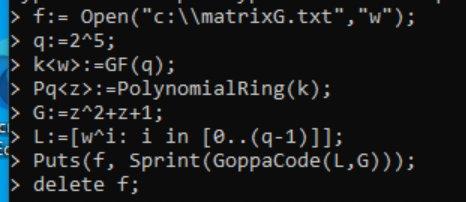 > f:= Open("c:\\matrixG.txt","w");
> q:=2^5;
> k<w>:=GF(q);
> Pq<z>:=PolynomialRing(k);
> G:=z^2+z+1;
> L:=[w^i: i in [0..(q-1)]];
> Puts(f, Sprint(GoppaCode(L,G)));
> delete f;